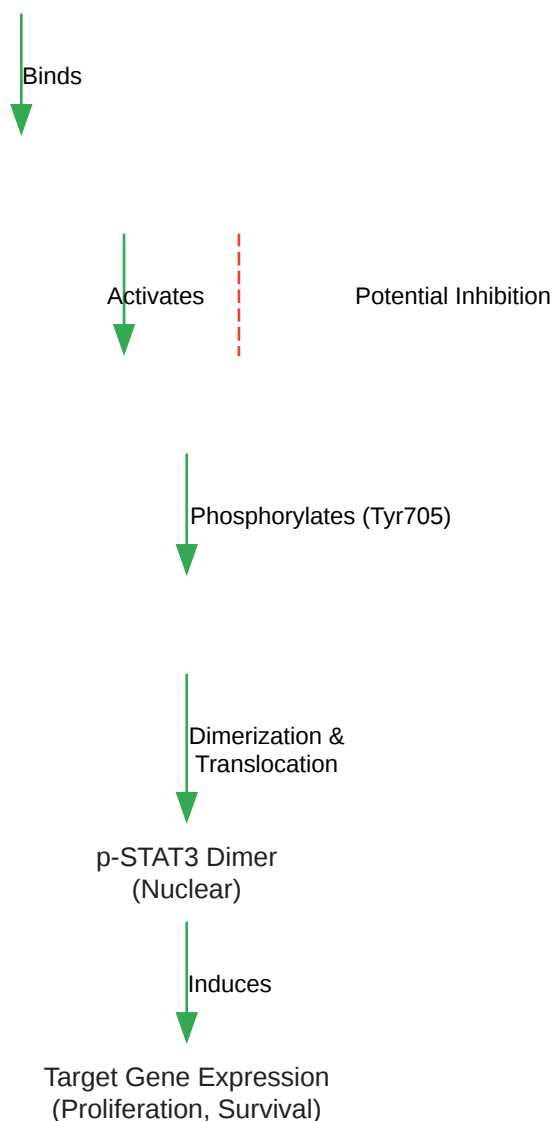 Binds
Activates
Potential Inhibition
Phosphorylates (Tyr705)
Dimerization &
Translocation
p-STAT3 Dimer
(Nuclear)
Induces
Target Gene Expression
(Proliferation, Survival)